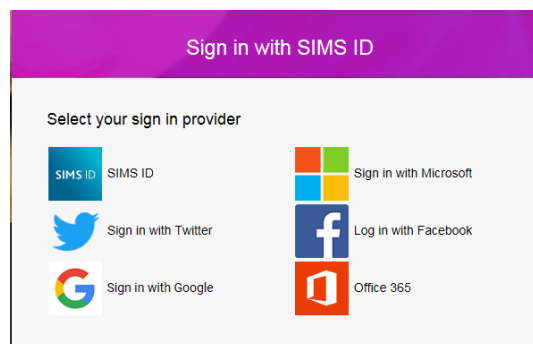 Sign in with SIMS ID
Select your sign in provider
SIMS ID
SIMS ID
Sign in with Microsoft
Sign in with Twitter
Log in with Facebook
Sign in with Google
Office 365